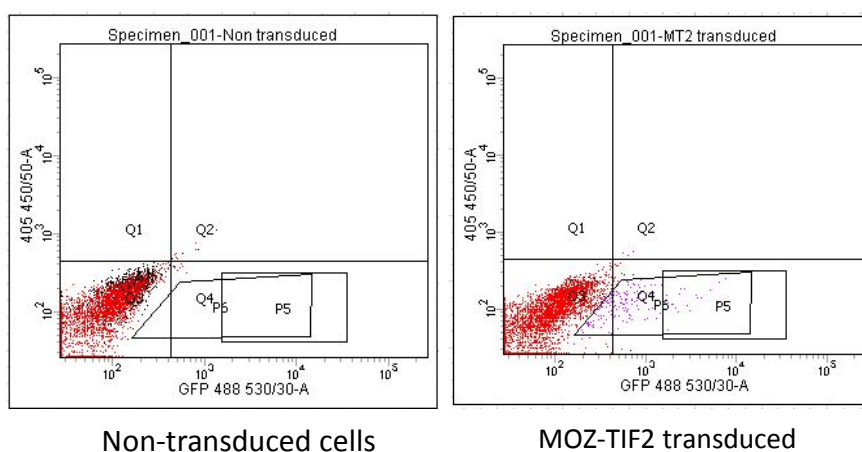 Specimen_001-Non transduced
405 450/50-A
10^5
10^4
10^3
10^2
Q1
Q2
Q3
Q4
P6
P5
10^2
10^3
10^4
10^5
GFP 488 530/30-A
Non-transduced cells
Specimen_001-MT2 transduced
405 450/50-A
10^5
10^4
10^3
10^2
Q1
Q2
Q3
Q4
P6
P5
10^2
10^3
10^4
10^5
GFP 488 530/30-A
MOZ-TIF2 transduced